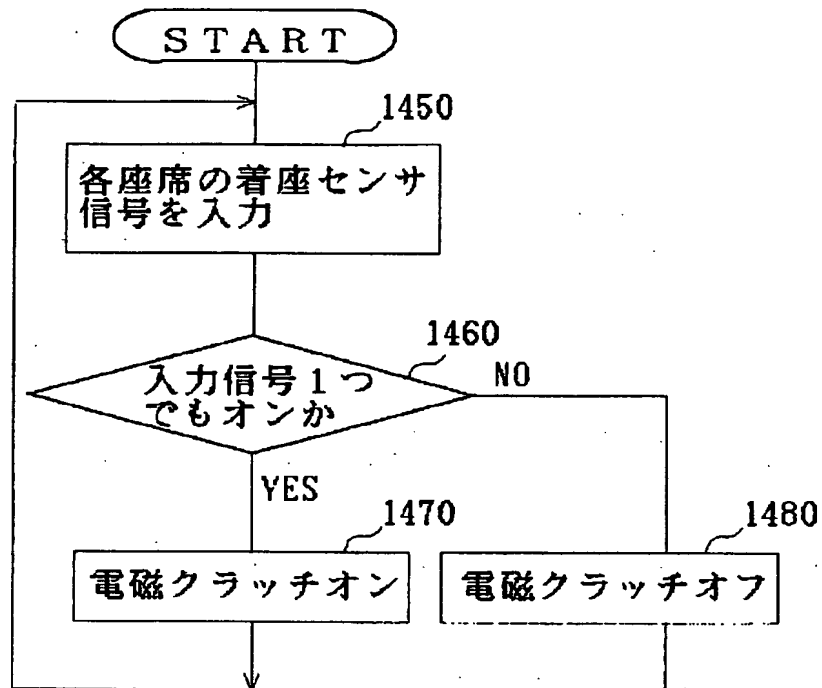 START
1450
各座席の着座センサ
信号を入力
1460
入力信号1つ
でもオンか
NO
YES
1470
電磁クラッチオン
1480
電磁クラッチオフ